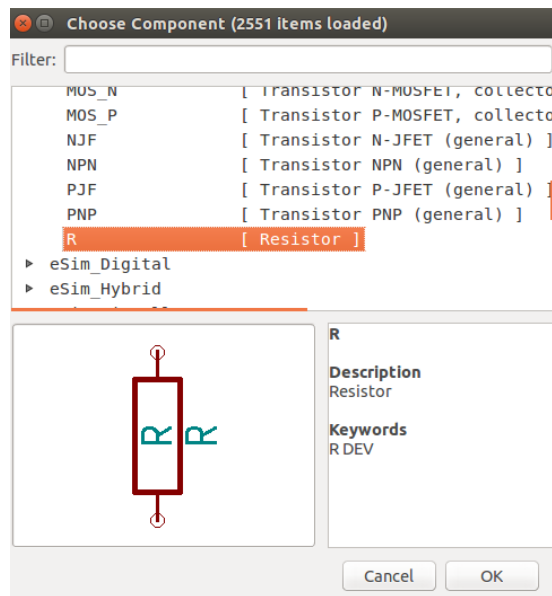 Choose Component (2551 items loaded)
Filter:
MOS_N [ Transistor N-MOSFET, collecto
MOS_P [ Transistor P-MOSFET, collecto
NJF [ Transistor N-JFET (general) ]
NPN [ Transistor NPN (general) ]
PJF [ Transistor P-JFET (general) ]
PNP [ Transistor PNP (general) ]
R [ Resistor ]
eSim_Digital
eSim_Hybrid
R
Description
Resistor
Keywords
R DEV
R R
Cancel OK